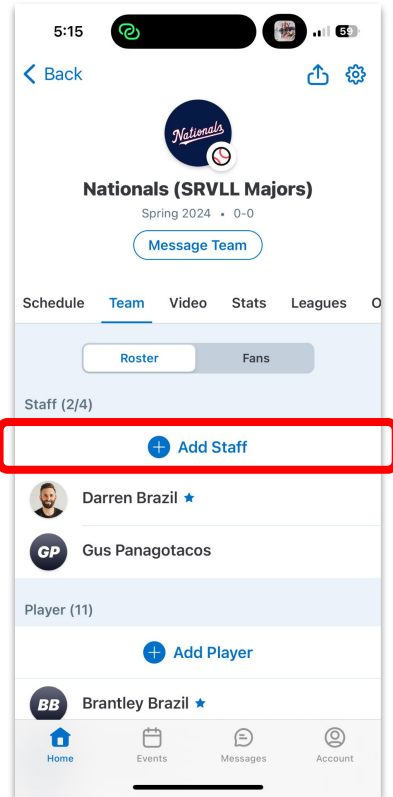 5:15
59
Back
Nationals
Nationals (SRVLL Majors)
Spring 2024 • 0-0
Message Team
Schedule Team Video Stats Leagues O
Roster Fans
Staff (2/4)
Add Staff
Darren Brazil
GP Gus Panagotacos
Player (11)
Add Player
BB Brantley Brazil
Home Events Messages Account